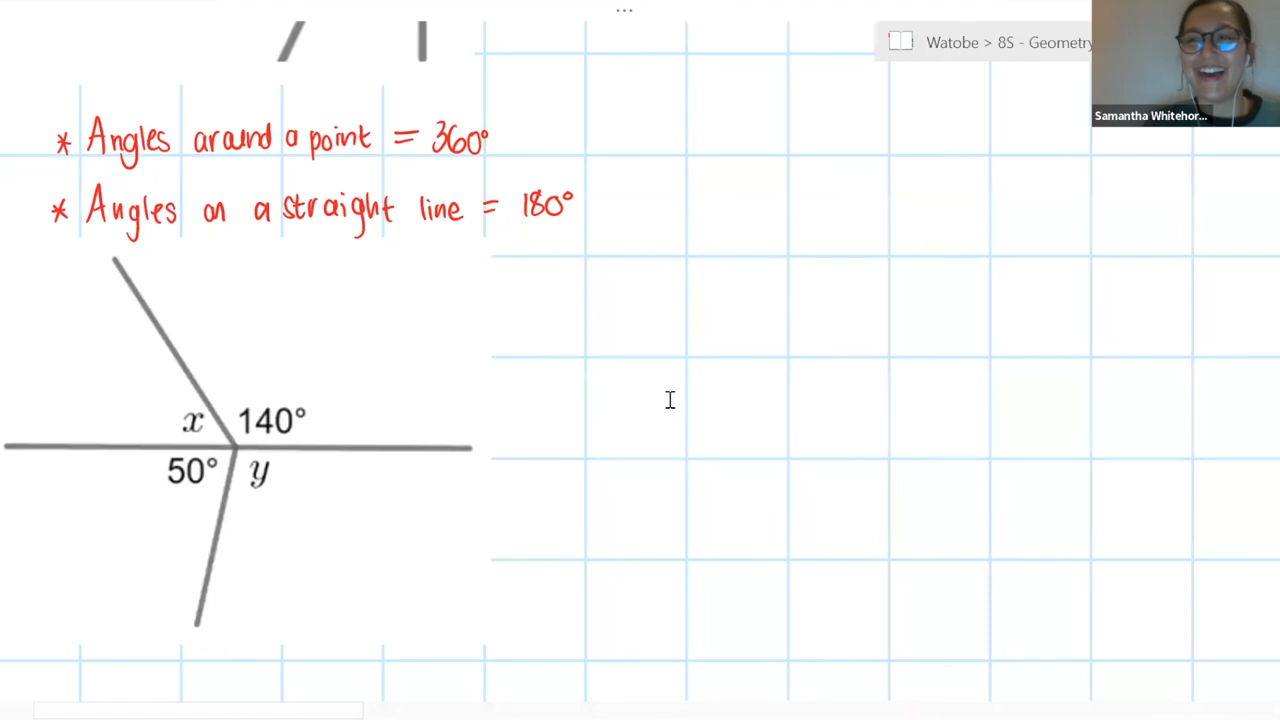 ...
Watobe > 8S - Geometry
Samantha Whitehor...
* Angles around a point = 360°
* Angles on a straight line = 180°
x 140°
50° y